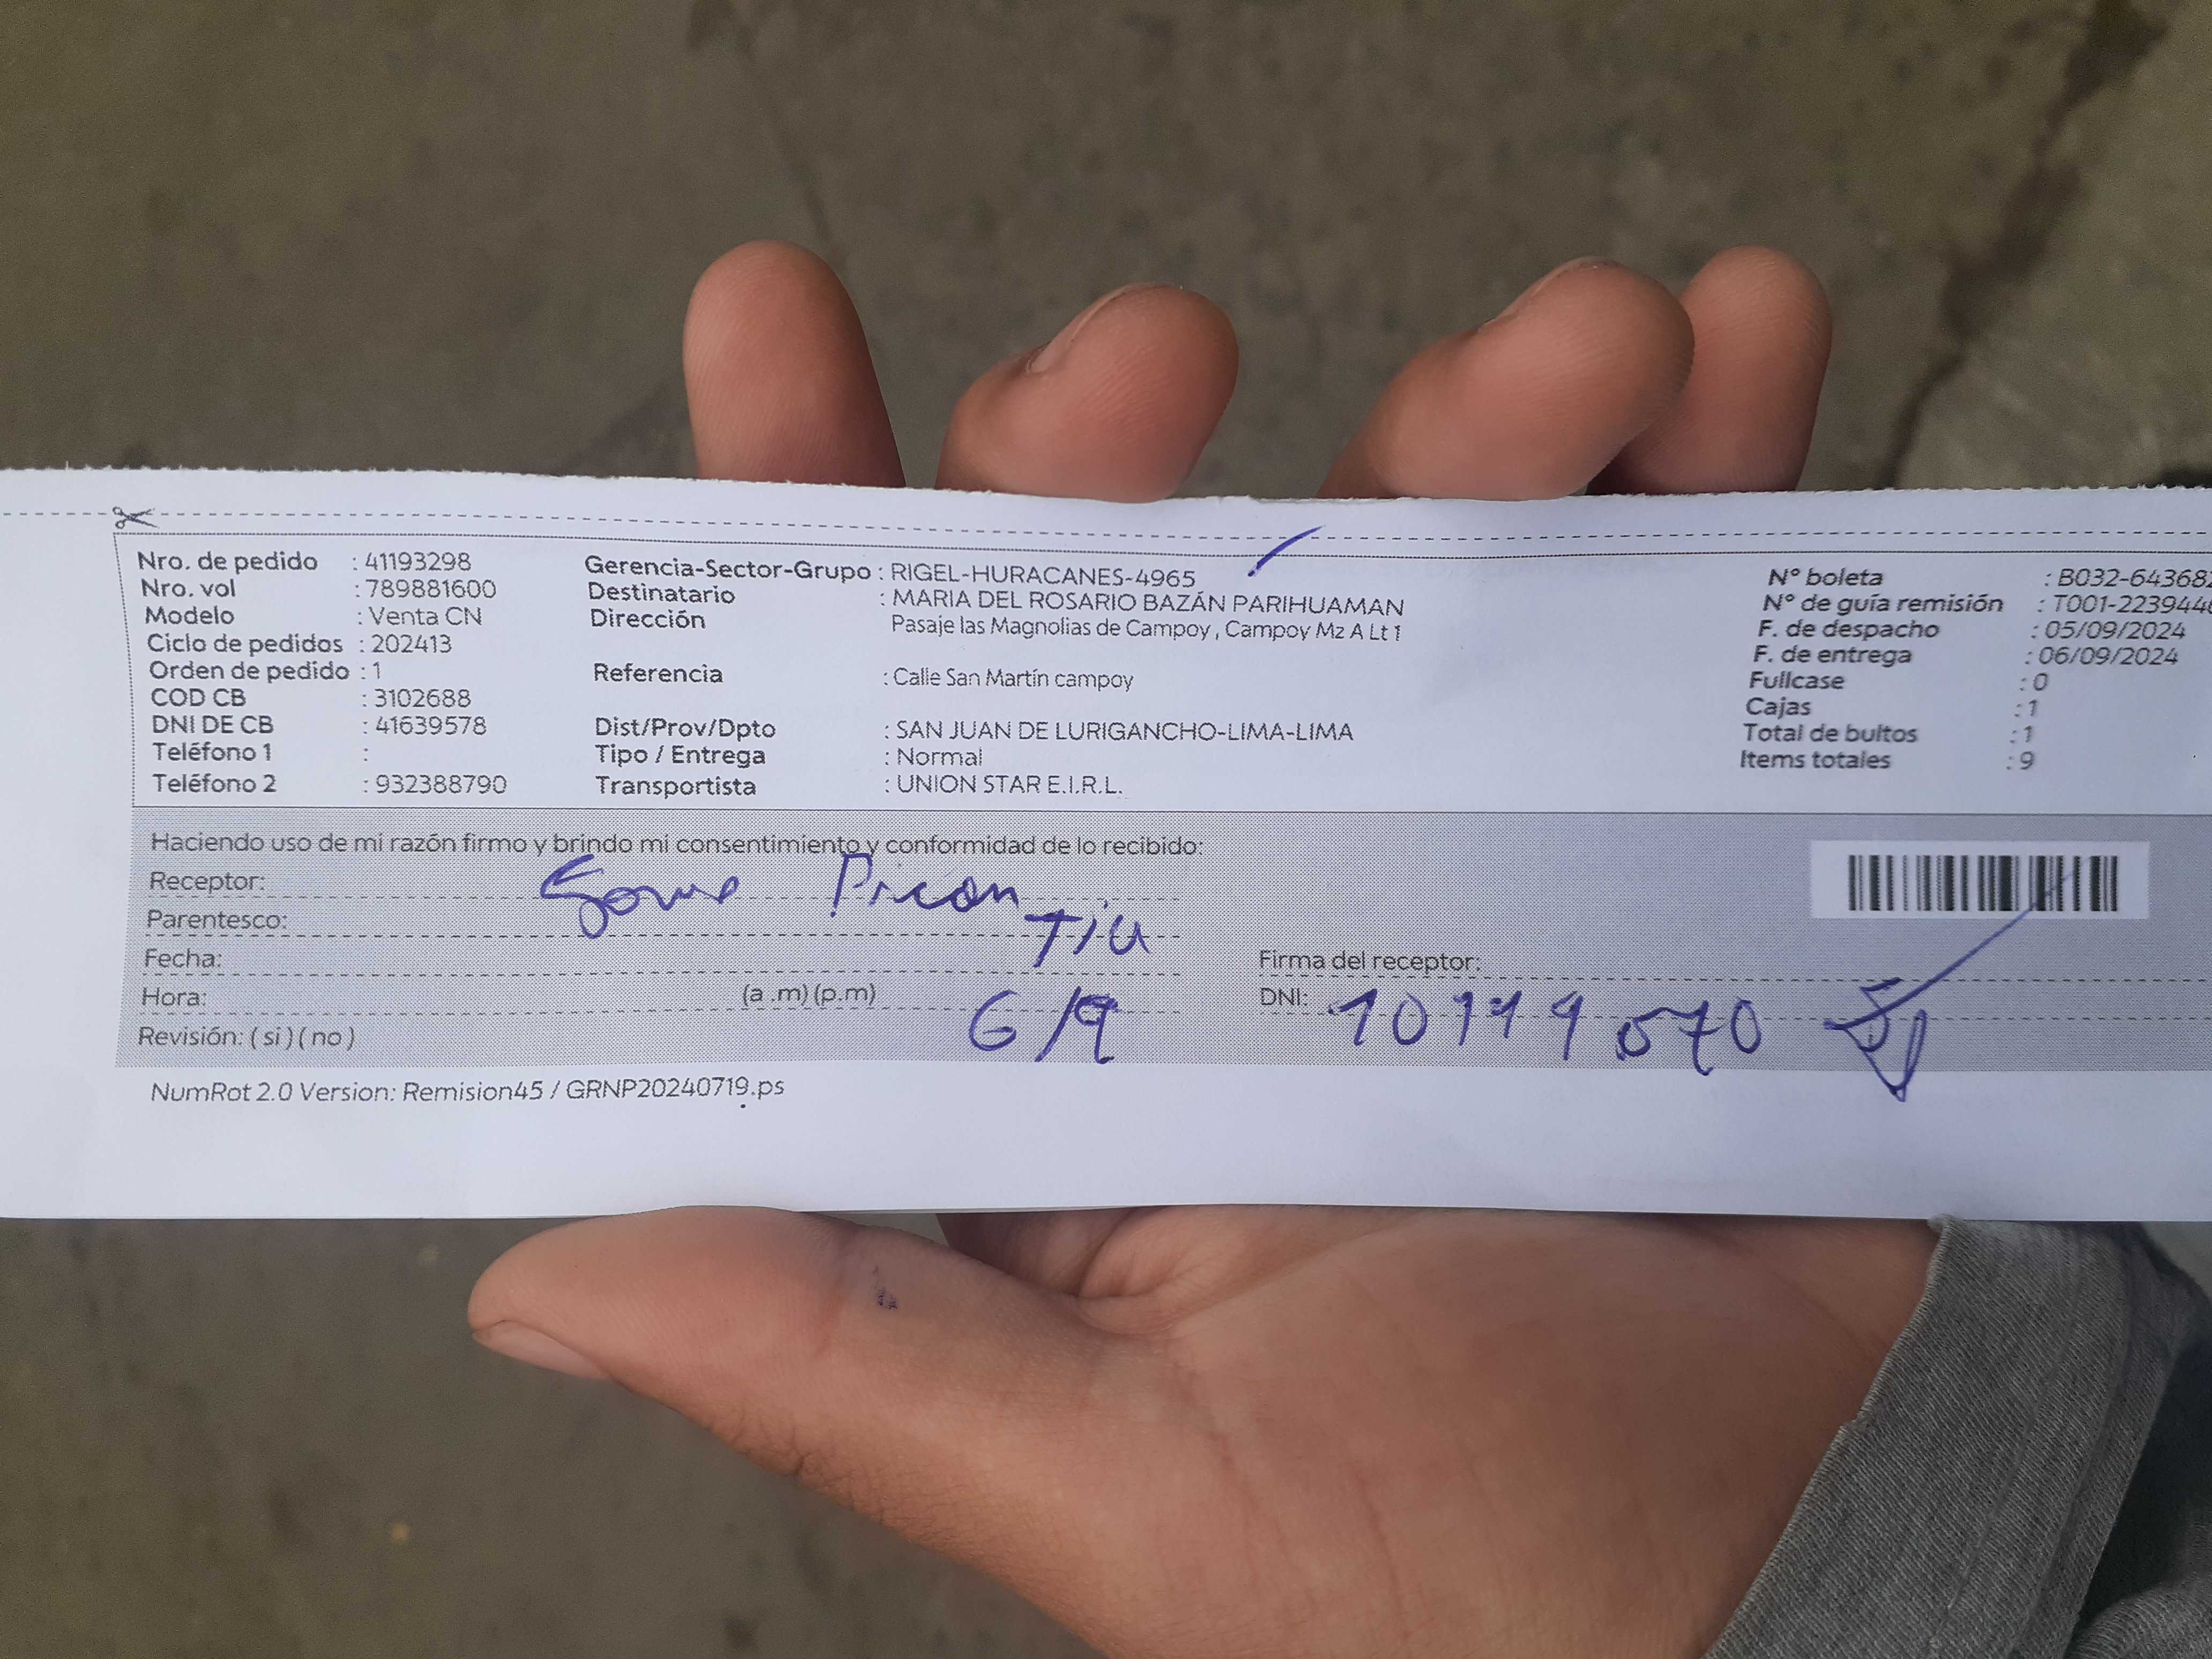 Nro. de pedido : 41193298 Gerencia-Sector-Grupo : RIGEL-HURACANES-4965 N° boleta : B032-64368
Nro. vol : 789881600 Destinatario : MARIA DEL ROSARIO BAZÁN PARIHUAMAN N° de guía remisión : T001-223944
Modelo : Venta CN Dirección Pasaje las Magnolias de Campoy , Campoy Mz A Lt 1 F. de despacho : 05/09/2024
Ciclo de pedidos : 202413 F. de entrega : 06/09/2024
Orden de pedido : 1 Referencia : Calle San Martín campoy Fullcase : 0
COD CB : 3102688 Cajas : 1
DNI DE CB : 41639578 Dist/Prov/Dpto : SAN JUAN DE LURIGANCHO-LIMA-LIMA Total de bultos : 1
Teléfono 1 : Tipo / Entrega : Normal Items totales : 9
Teléfono 2 : 932388790 Transportista : UNION STAR E.I.R.L.
Haciendo uso de mi razón firmo y brindo mi consentimiento y conformidad de lo recibido:
Receptor:
Parentesco: Tia
Fecha: Firma del receptor:
Hora: (a .m) (p.m) 6/9 DNI: 10119570
Revisión: ( si ) ( no )
NumRot 2.0 Version: Remision45 / GRNP20240719.ps